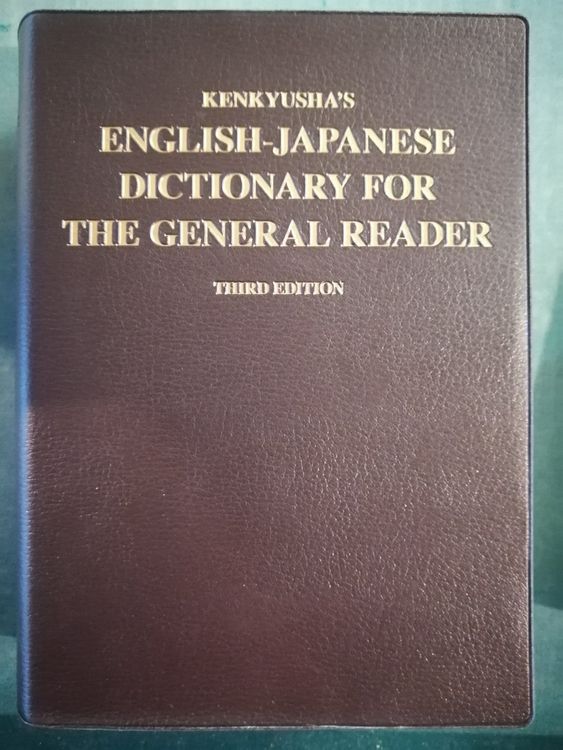 KENKYUSHA'S
ENGLISH-JAPANESE
DICTIONARY FOR
THE GENERAL READER
THIRD EDITION